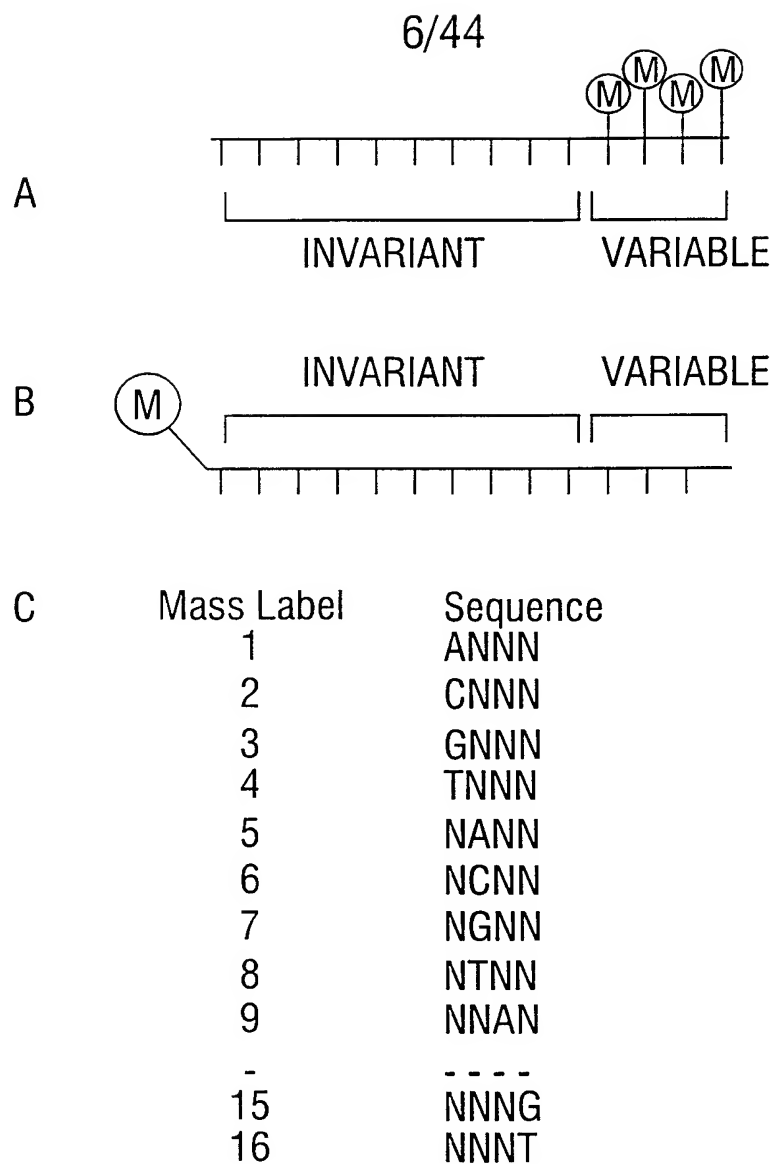 6/44
M M M M
A
INVARIANT VARIABLE
INVARIANT VARIABLE
B M
C Mass Label Sequence
1 ANNN
2 CNNN
3 GNNN
4 TNNN
5 NANN
6 NCNN
7 NGNN
8 NTNN
9 NNAN
- - - - -
15 NNNG
16 NNNT